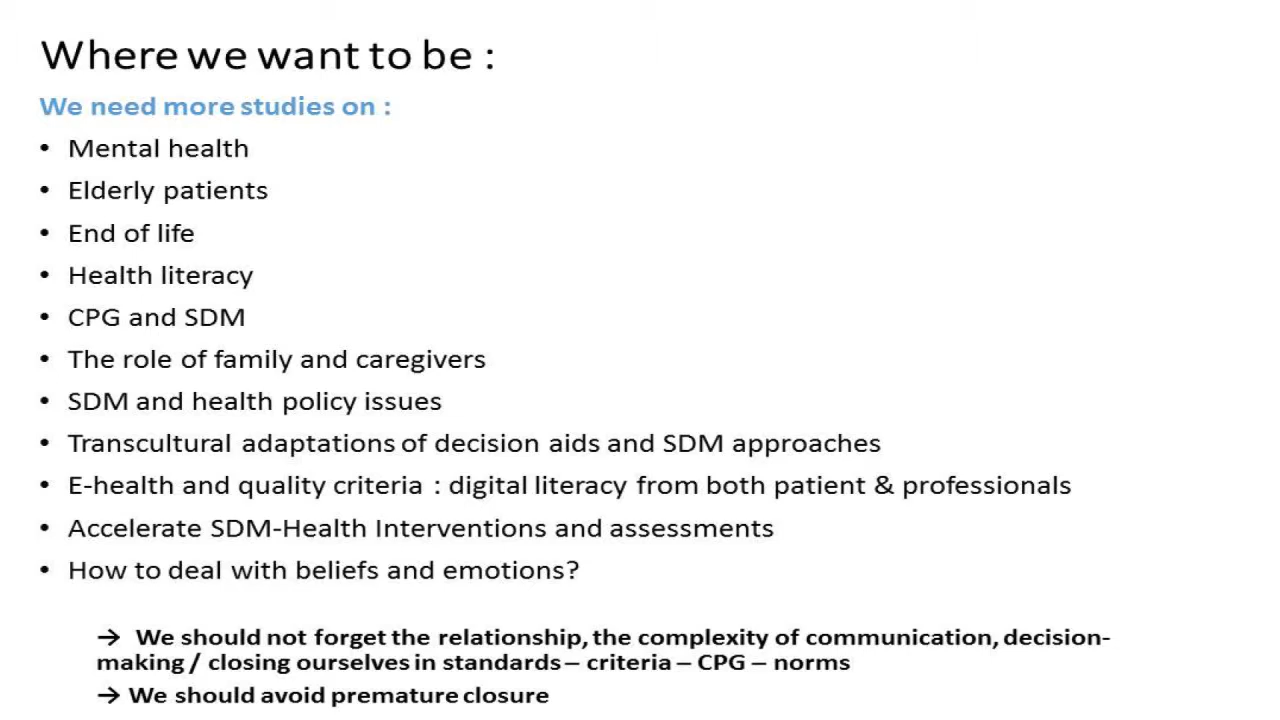 Where we want to be :
We need more studies on :
• Mental health
• Elderly patients
• End of life
• Health literacy
• CPG and SDM
• The role of family and caregivers
• SDM and health policy issues
• Transcultural adaptations of decision aids and SDM approaches
• E-health and quality criteria : digital literacy from both patient & professionals
• Accelerate SDM-Health Interventions and assessments
• How to deal with beliefs and emotions?
→ We should not forget the relationship, the complexity of communication, decision-
making / closing ourselves in standards – criteria – CPG – norms
→ We should avoid premature closure